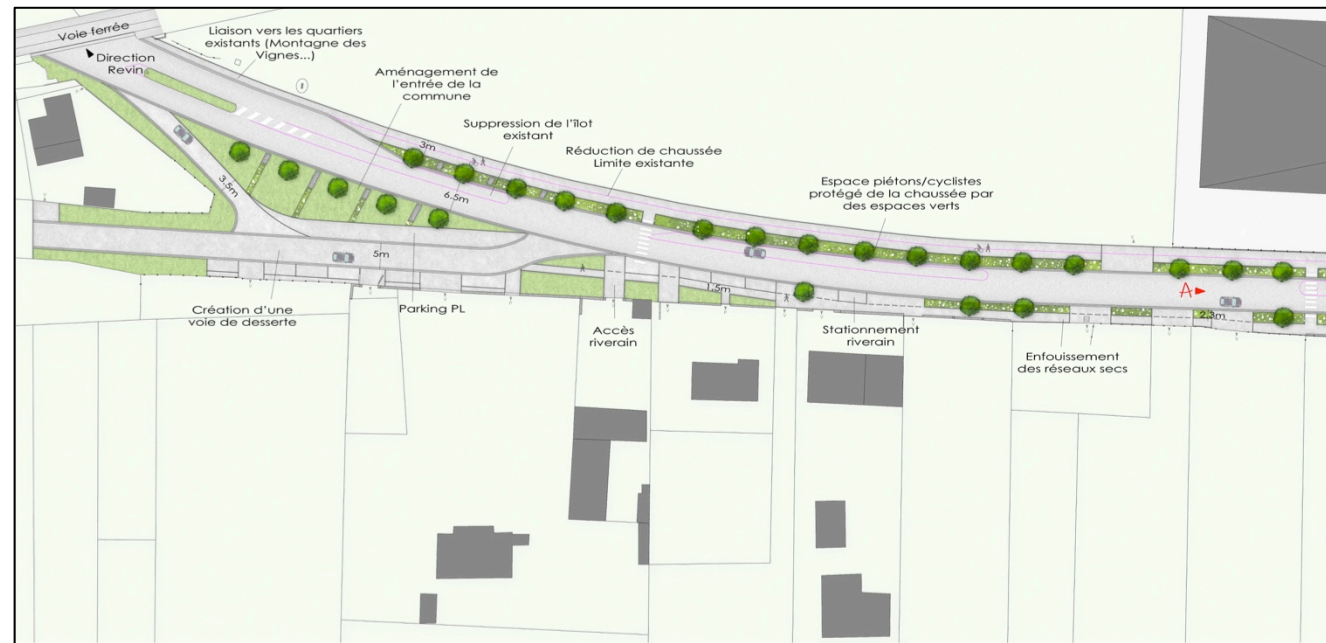 Voie ferrée
Direction
Revin
Liaison vers les quartiers
existants (Montagne des
Vignes...)
Aménagement de
l'entrée de la
commune
Suppression de l'îlot
existant
Réduction de chaussée
Limite existante
Espace piétons/cyclistes
protégé de la chaussée par
des espaces verts
3m
3.5m
6.5m
5m
1.5m
A
2.3m
Création d'une
voie de desserte
Parking PL
Accès
riverain
Stationnement
riverain
Enfouissement
des réseaux secs